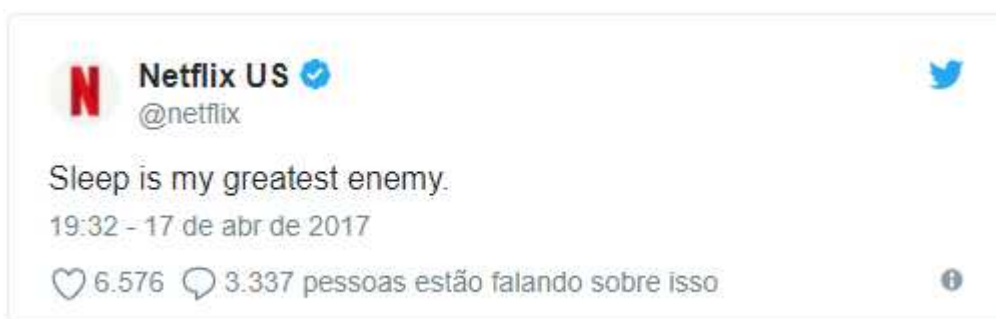 N
Netflix US
@netflix
Sleep is my greatest enemy.
19:32 - 17 de abr de 2017
6.576 3.337 pessoas estão falando sobre isso